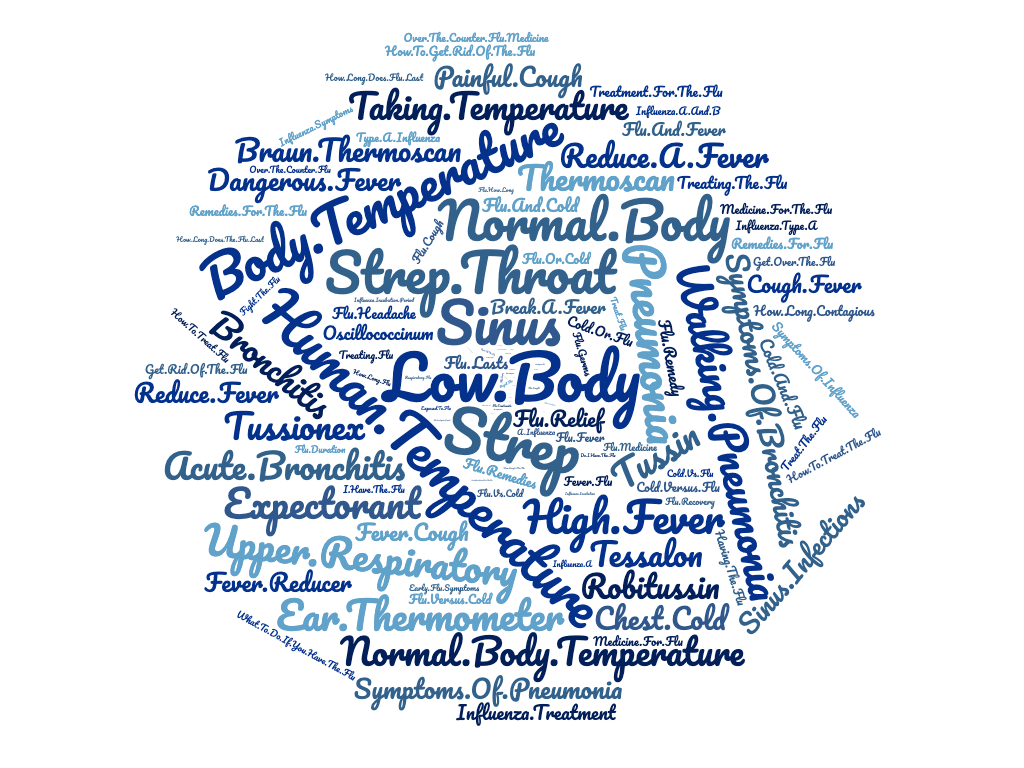 Over.The.Counter.Flu.Medicine
How.To.Get.Rid.Of.The.Flu
How.Long.Does.Flu.Last
Painful.Cough
Treatment.For.The.Flu
Taking.Temperature
Influenza.A.And.B
Influenza.Symptoms
Type.A.Influenza
Flu.And.Fever
Braun.Thermoscan
Body.Temperature
Reduce.A.Fever
Over.The.Counter.Flu
Dangerous.Fever
Thermoscan
Treating.The.Flu
Flu.How.Long
Remedies.For.The.Flu
Flu.And.Cold
Medicine.For.The.Flu
Normal.Body
Influenza.Type.A
How.Long.Does.The.Flu.Last
Flu.Cough
Remedies.For.Flu
Strep.Throat
Flu.Or.Cold
Pneumonia
Walking.Pneumonia
Symptoms.Of.Bronchitis
Get.Over.The.Flu
Cough.Fever
Fight.The.Flu
Human.Temperature
Influenza.Incubation.Period
Break.A.Fever
Treat.Flu
How.Long.Contagious
Flu.Headache
Sinus
Cold.Or.Flu
How.To.Treat.Flu
Bronchitis
Oscillococcinum
Flu.Germs
Flu.Remedy
Cold.And.Flu
Symptoms.Of.Influenza
Treating.Flu
Flu.Lasts
Get.Rid.Of.The.Flu
How.Long.Flu
Low.Body
Reduce.Fever
Exposed.To.Flu
Strep
Flu.Relief
Tussionex
A.Influenza
Flu.Fever
Flu.Medicine
Tussin
Treat.The.Flu
How.To.Treat.The.Flu
Flu.Duration
Do.I.Have.The.Flu
Acute.Bronchitis
Flu.Remedies
Fever.Flu
Cold.Vs.Flu
Cold.Versus.Flu
I.Have.The.Flu
Flu.Vs.Cold
Influenza.Incubation
Flu.Recovery
Expectorant
High.Fever
Sinus.Infections
Fever.Cough
Upper.Respiratory
Having.The.Flu
Tessalon
Influenza.A
Fever.Reducer
Early.Flu.Symptoms
Robitussin
Flu.Versus.Cold
Ear.Thermometer
Chest.Cold
What.To.Do.If.You.Have.The.Flu
Medicine.For.Flu
Normal.Body.Temperature
Symptoms.Of.Pneumonia
Influenza.Treatment